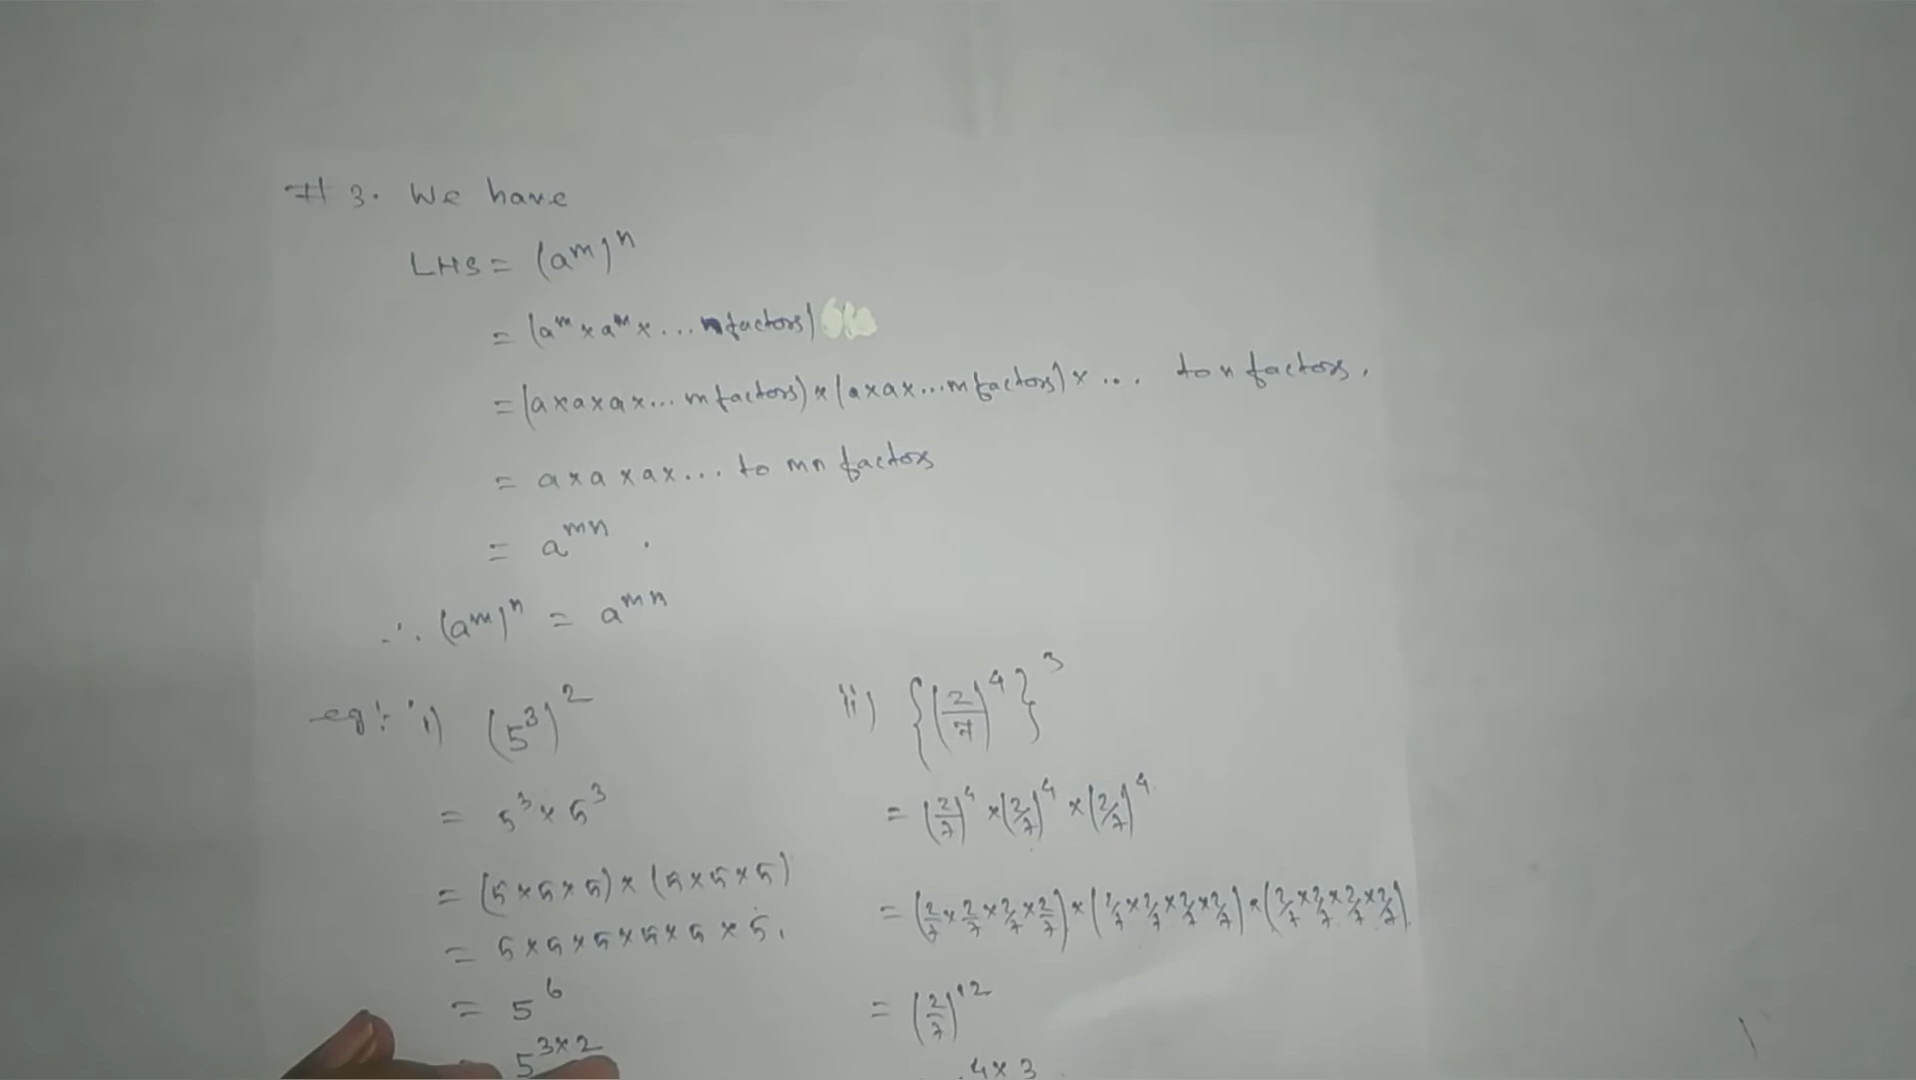 # 3. We have
LHS = (a^m)^n
= (a^m × a^m × ... n factors)
= (a×a×a×... m factors) × (a×a×...m factors) × ... to n factors.
= a×a×a×... to mn factors
= a^mn .
∴ (a^m)^n = a^mn
eg: i) (5^3)^2
= 5^3 × 5^3
= (5×5×5) × (5×5×5)
= 5×5×5×5×5×5.
= 5^6
5^3×2
ii) {(2/7)^4}^3
= (2/7)^4 × (2/7)^4 × (2/7)^4
= (2/7 × 2/7 × 2/7 × 2/7) × (2/7 × 2/7 × 2/7 × 2/7) × (2/7 × 2/7 × 2/7 × 2/7)
= (2/7)^12
4×3